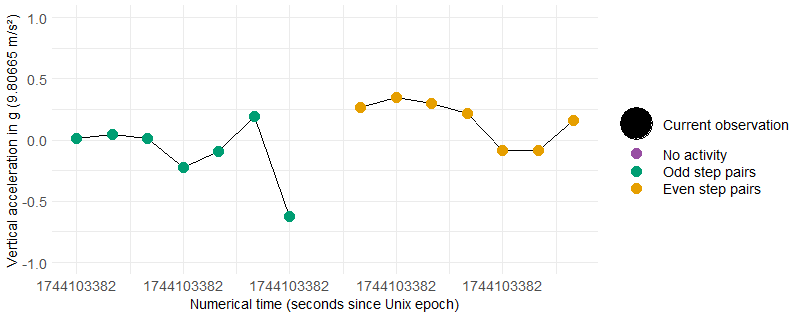 Vertical acceleration in g (9.80665 m/s²)
1.0
0.5
0.0
-0.5
-1.0
1744103382 1744103382 1744103382 1744103382 1744103382
Numerical time (seconds since Unix epoch)
Current observation
No activity
Odd step pairs
Even step pairs